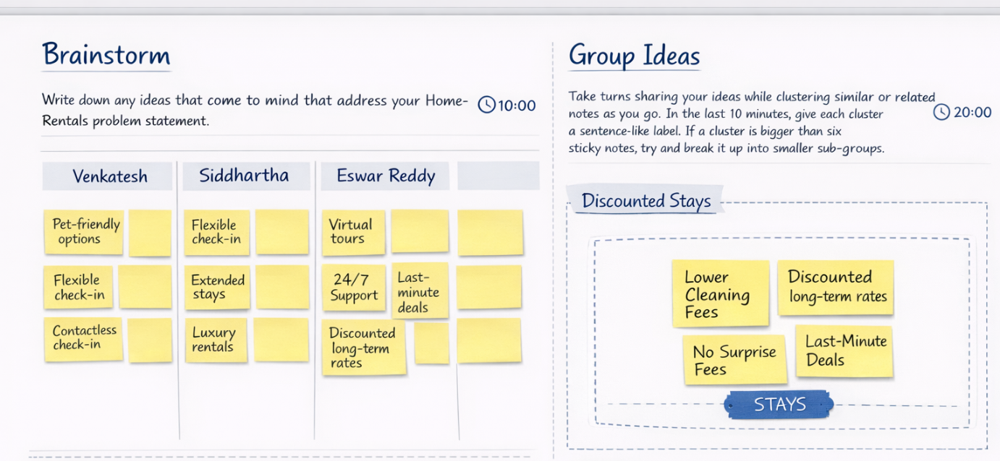 Brainstorm
Write down any ideas that come to mind that address your Home-
Rentals problem statement.
10:00
Venkatesh
Siddhartha
Eswar Reddy
Pet-friendly
options
Flexible
check-in
Contactless
check-in
Flexible
check-in
Extended
stays
Luxury
rentals
Virtual
tours
24/7
Support
Last-
minute
deals
Discounted
long-term
rates
Group Ideas
Take turns sharing your ideas while clustering similar or related
notes as you go. In the last 10 minutes, give each cluster
a sentence-like label. If a cluster is bigger than six
sticky notes, try and break it up into smaller sub-groups.
20:00
Discounted Stays
Lower
Cleaning
Fees
Discounted
long-term rates
No Surprise
Fees
Last-Minute
Deals
STAYS